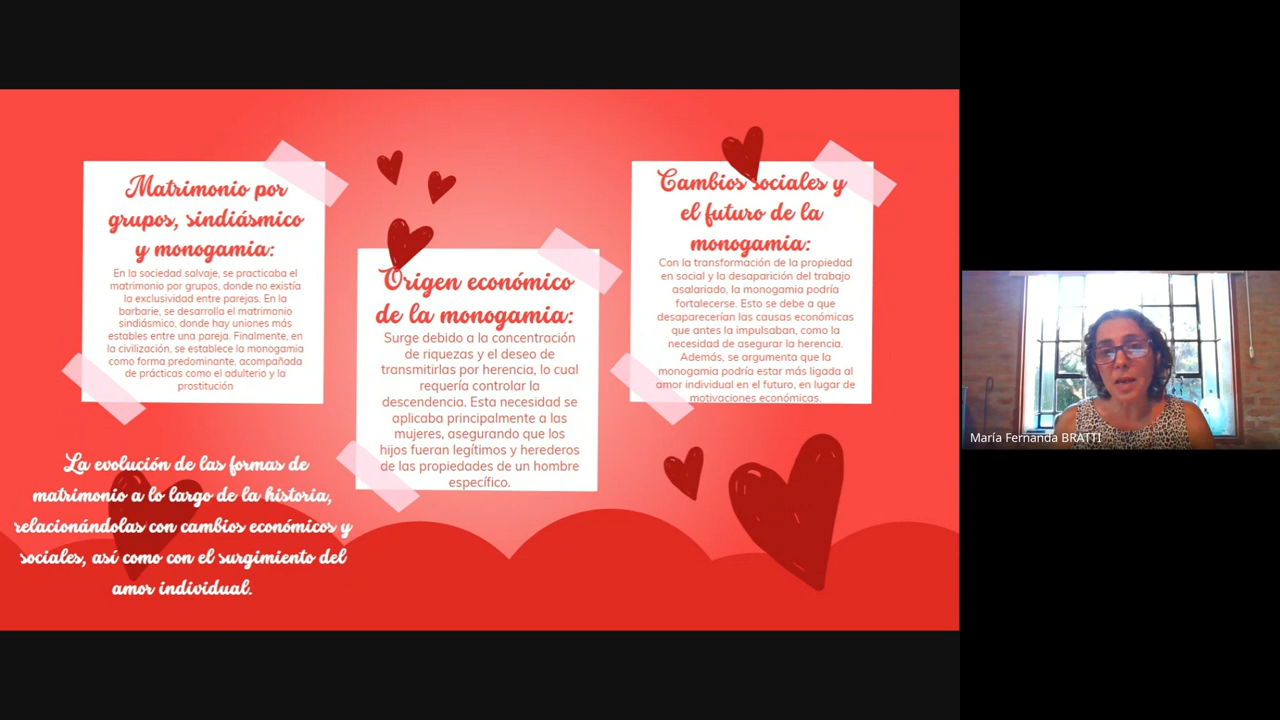 Matrimonio por
grupos, sindiásmico
y monogamia:
En la sociedad salvaje, se practicaba el
matrimonio por grupos, donde no existía
la exclusividad entre parejas. En la
barbarie, se desarrolla el matrimonio
sindiásmico, donde hay uniones más
estables entre una pareja. Finalmente, en
la civilización, se establece la monogamia
como forma predominante, acompañada
de prácticas como el adulterio y la
prostitución
Origen económico
de la monogamia:
Surge debido a la concentración
de riquezas y el deseo de
transmitirlas por herencia, lo cual
requería controlar la
descendencia. Esta necesidad se
aplicaba principalmente a las
mujeres, asegurando que los
hijos fueran legítimos y herederos
de las propiedades de un hombre
específico.
Cambios sociales y
el futuro de la
monogamia:
Con la transformación de la propiedad
en social y la desaparición del trabajo
asalariado, la monogamia podría
fortalecerse. Esto se debe a que
desaparecerían las causas económicas
que antes la impulsaban, como la
necesidad de asegurar la herencia.
Además, se argumenta que la
monogamia podría estar más ligada al
amor individual en el futuro, en lugar de
motivaciones económicas.
La evolución de las formas de
matrimonio a lo largo de la historia,
relacionándolas con cambios económicos y
sociales, así como con el surgimiento del
amor individual.
María Fernanda BRATTI